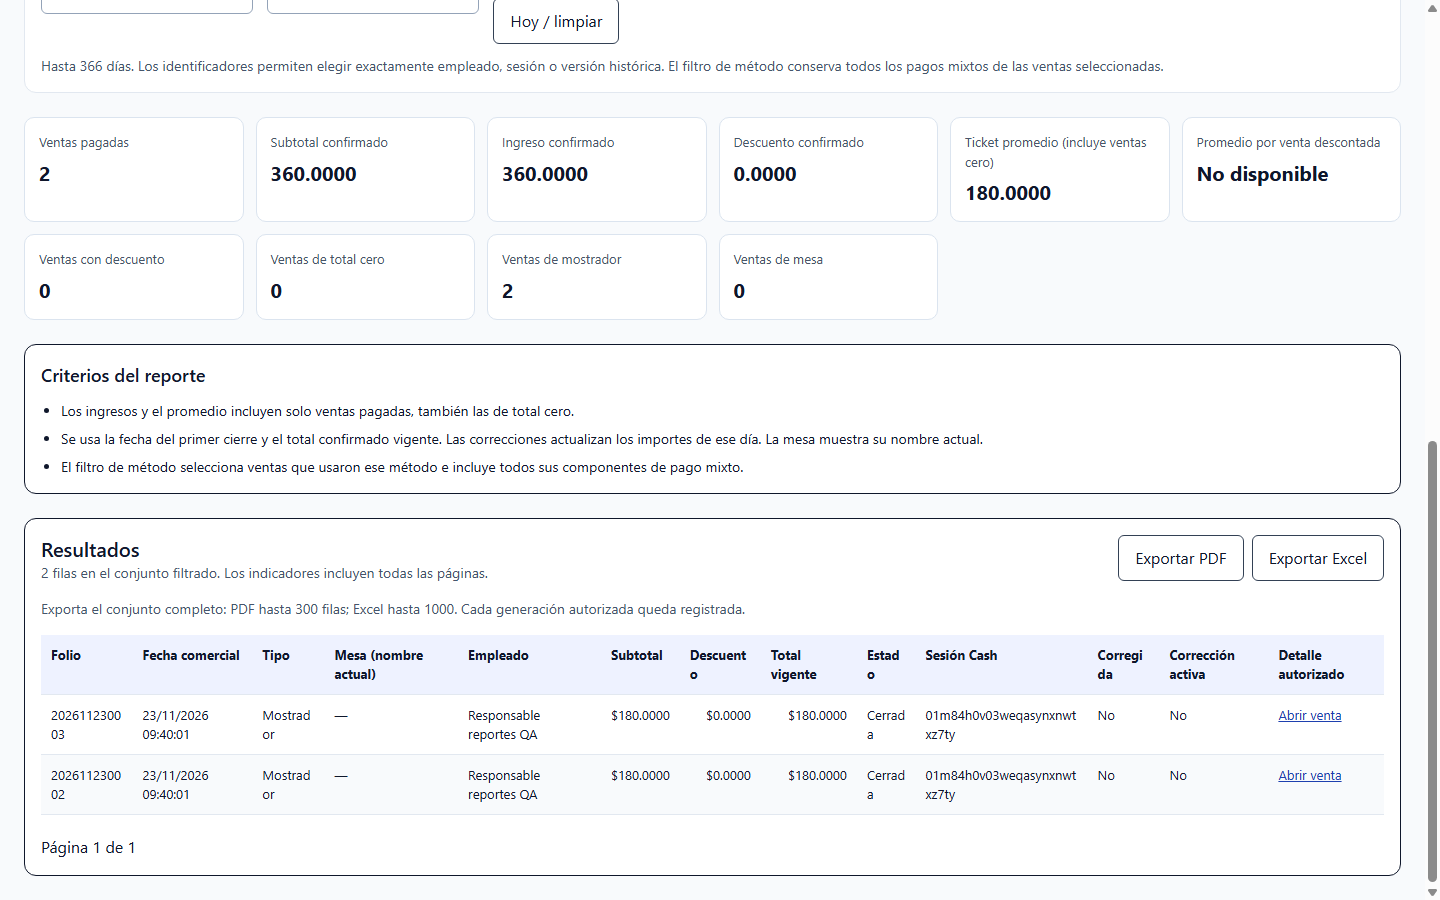 Hoy / limpiar
Hasta 366 días. Los identificadores permiten elegir exactamente empleado, sesión o versión histórica. El filtro de método conserva todos los pagos mixtos de las ventas seleccionadas.
Ventas pagadas
2
Subtotal confirmado
360.0000
Ingreso confirmado
360.0000
Descuento confirmado
0.0000
Ticket promedio (incluye ventas
cero)
180.0000
Promedio por venta descontada
No disponible
Ventas con descuento
0
Ventas de total cero
0
Ventas de mostrador
2
Ventas de mesa
0
Criterios del reporte
Los ingresos y el promedio incluyen solo ventas pagadas, también las de total cero.
Se usa la fecha del primer cierre y el total confirmado vigente. Las correcciones actualizan los importes de ese día. La mesa muestra su nombre actual.
El filtro de método selecciona ventas que usaron ese método e incluye todos sus componentes de pago mixto.
Resultados
2 filas en el conjunto filtrado. Los indicadores incluyen todas las páginas.
Exportar PDF
Exportar Excel
Exporta el conjunto completo: PDF hasta 300 filas; Excel hasta 1000. Cada generación autorizada queda registrada.
Folio
Fecha comercial
Tipo
Mesa (nombre
actual)
Empleado
Subtotal
Descuent
o
Total
vigente
Estad
o
Sesión Cash
Corregi
da
Corrección
activa
Detalle
autorizado
2026112300
03
23/11/2026
09:40:01
Mostrad
or
—
Responsable
reportes QA
$180.0000
$0.0000
$180.0000
Cerrad
a
01m84h0v03weqasynxnwt
xz7ty
No
No
Abrir venta
2026112300
02
23/11/2026
09:40:01
Mostrad
or
—
Responsable
reportes QA
$180.0000
$0.0000
$180.0000
Cerrad
a
01m84h0v03weqasynxnwt
xz7ty
No
No
Abrir venta
Página 1 de 1